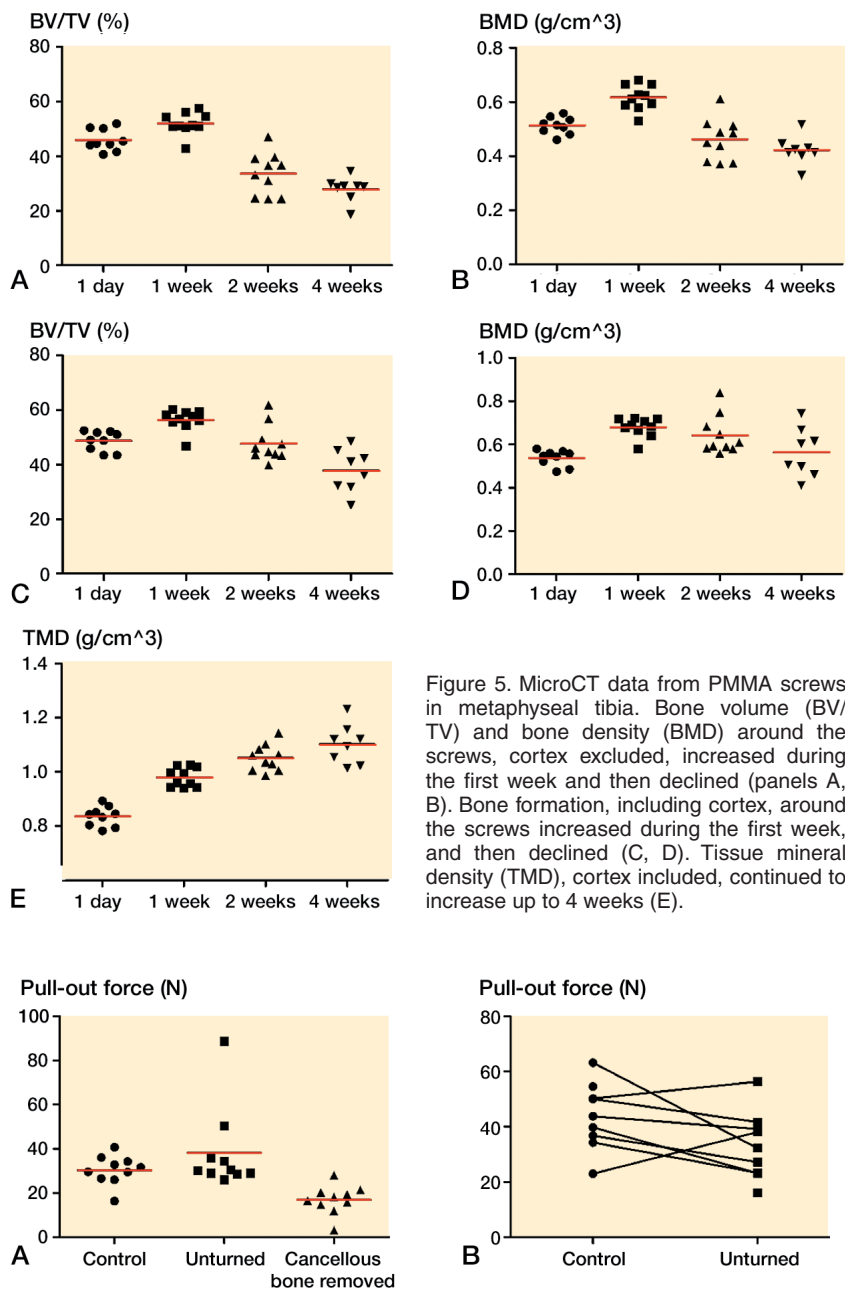 BV/TV (%)
80
60
40
20
0
A
1 day 1 week 2 weeks 4 weeks
BMD (g/cm^3)
0.8
0.6
0.4
0.2
0.0
B
1 day 1 week 2 weeks 4 weeks
BV/TV (%)
80
60
40
20
0
C
1 day 1 week 2 weeks 4 weeks
BMD (g/cm^3)
1.0
0.8
0.6
0.4
0.2
0.0
D
1 day 1 week 2 weeks 4 weeks
TMD (g/cm^3)
1.4
1.2
1.0
0.8
E
1 day 1 week 2 weeks 4 weeks
Figure 5. MicroCT data from PMMA screws
in metaphyseal tibia. Bone volume (BV/
TV) and bone density (BMD) around the
screws, cortex excluded, increased during
the first week and then declined (panels A,
B). Bone formation, including cortex, around
the screws increased during the first week,
and then declined (C, D). Tissue mineral
density (TMD), cortex included, continued to
increase up to 4 weeks (E).
Pull-out force (N)
100
80
60
40
20
0
A
Control Unturned Cancellous
bone removed
Pull-out force (N)
80
60
40
20
0
B
Control Unturned